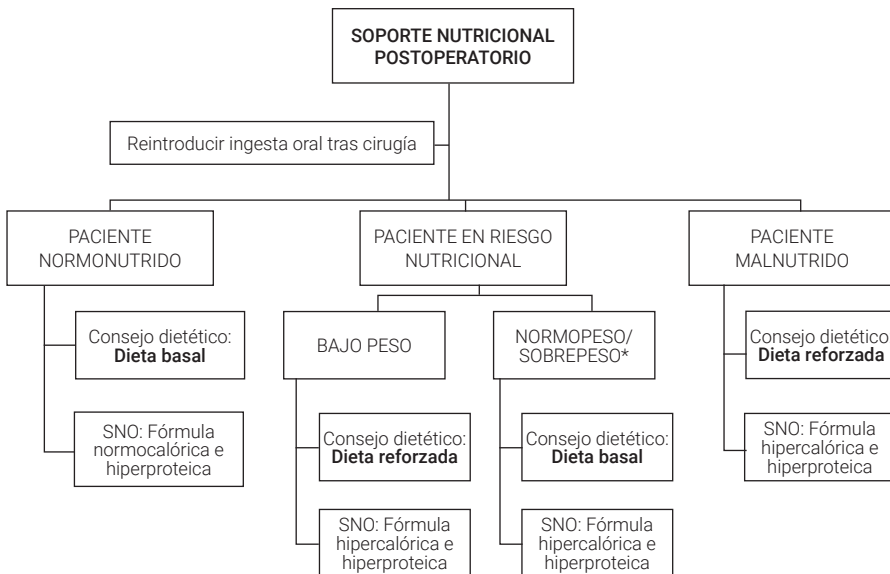 SOPORTE NUTRICIONAL
POSTOPERATORIO
Reintroducir ingesta oral tras cirugía
PACIENTE
NORMONUTRIDO
PACIENTE EN RIESGO
NUTRICIONAL
PACIENTE
MALNUTRIDO
Consejo dietético:
Dieta basal
SNO: Fórmula
normocalórica e
hiperproteica
BAJO PESO
NORMOPESO/
SOBREPESO*
Consejo dietético:
Dieta reforzada
SNO: Fórmula
hipercalórica e
hiperproteica
Consejo dietético:
Dieta basal
SNO: Fórmula
hipercalórica e
hiperproteica
Consejo dietético:
Dieta reforzada
SNO: Fórmula
hipercalórica e
hiperproteica